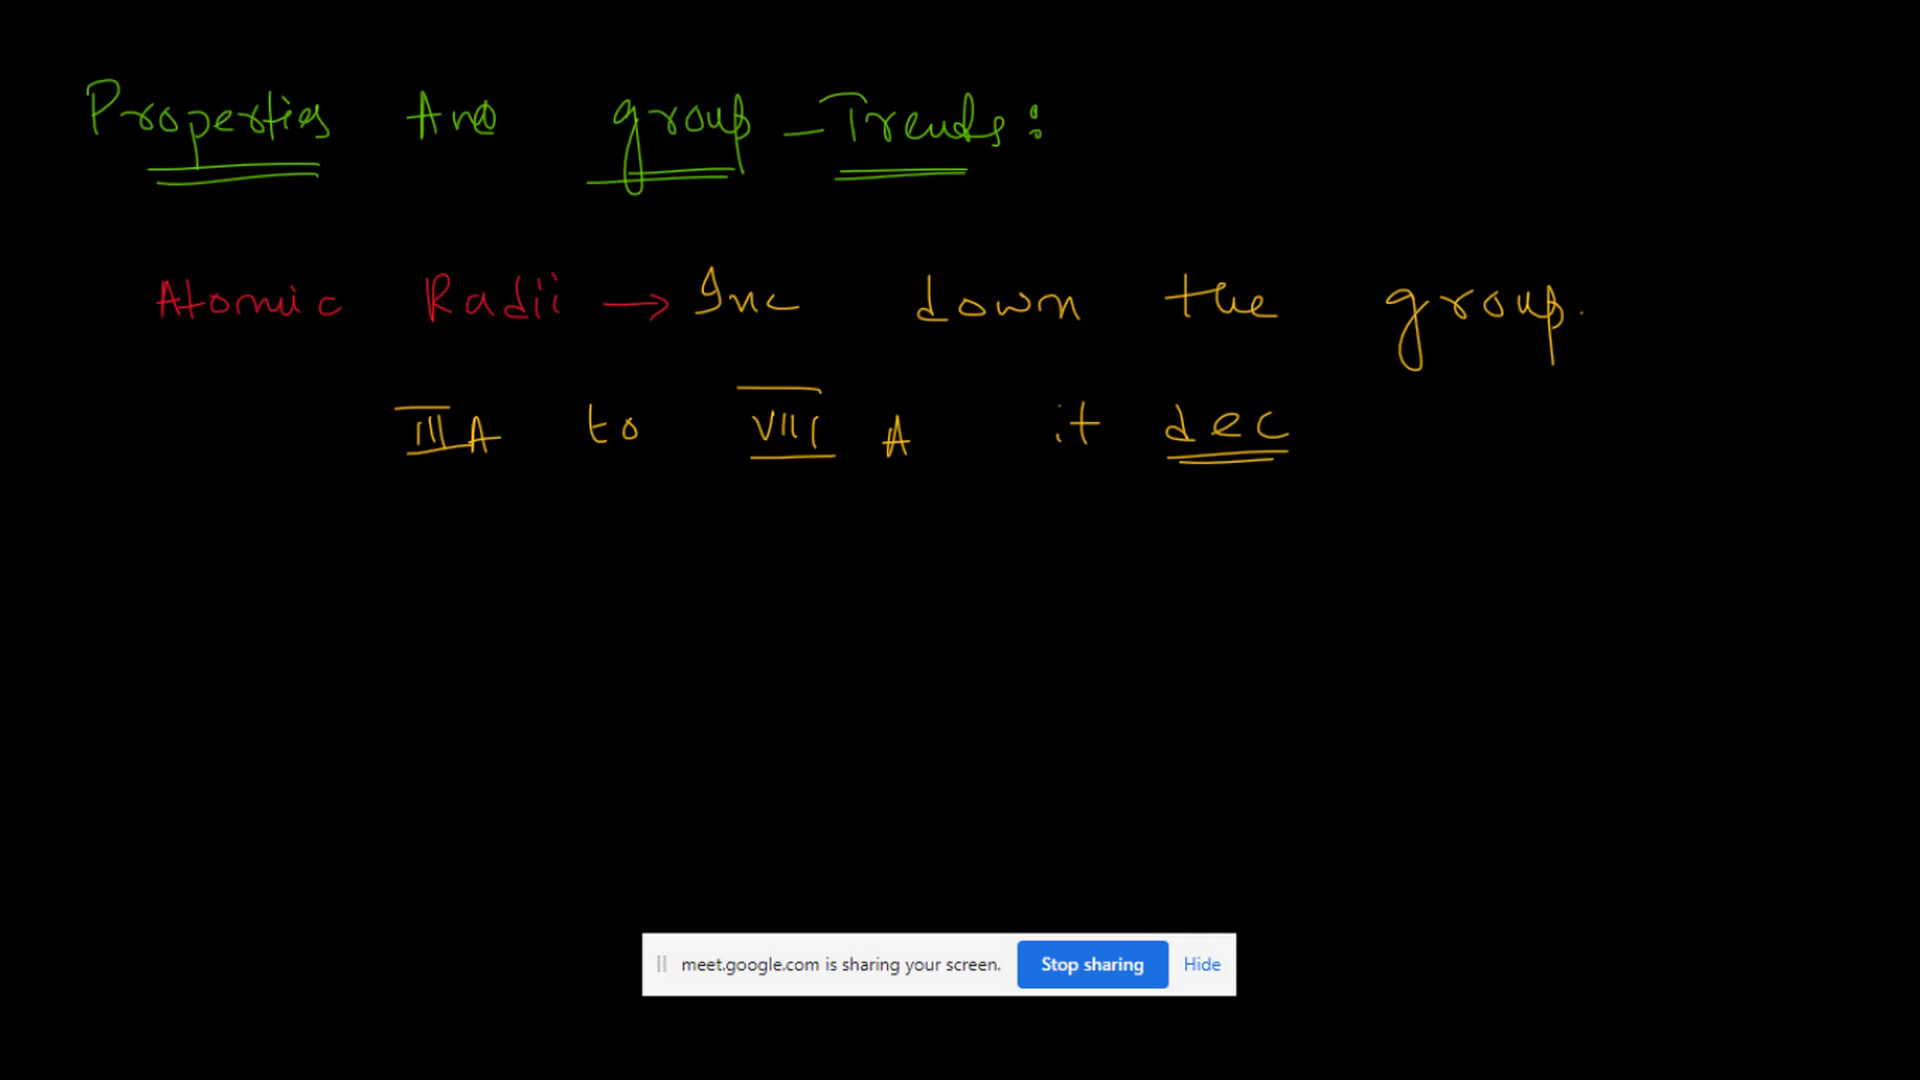 Properties And group - Trends:
Atomic Radii → Inc down the group.
III A to VIII A it dec
meet.google.com is sharing your screen. Stop sharing Hide